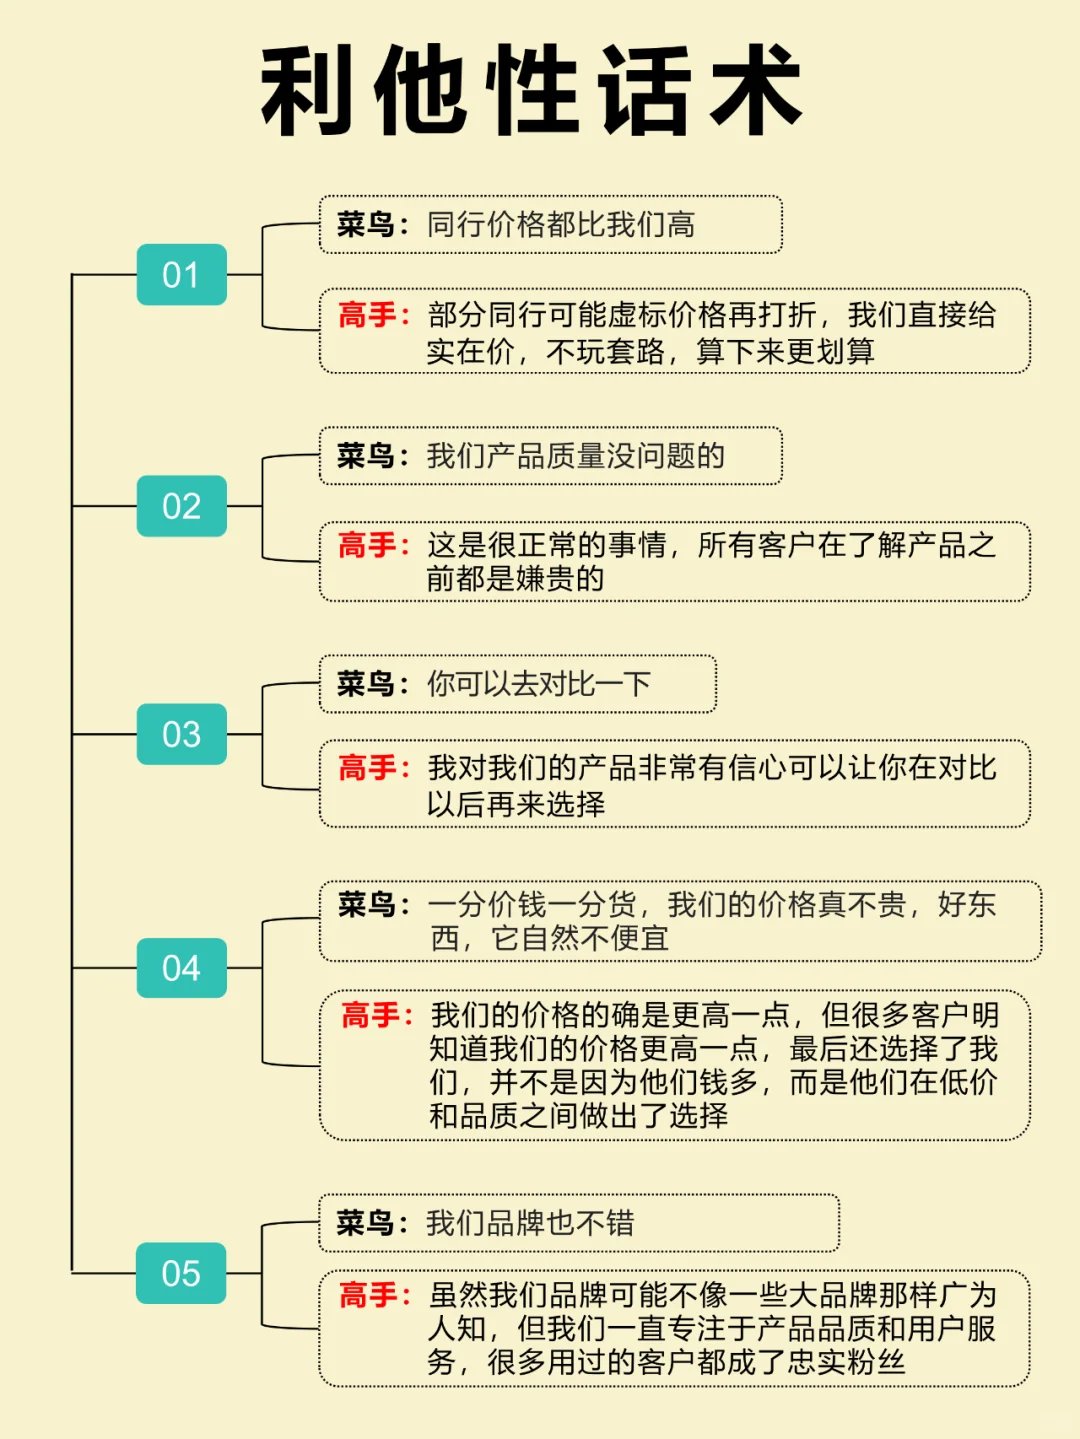 利他性话术
01
菜鸟：同行价格都比我们高
高手：部分同行可能虚标价格再打折，我们直接给
实在价，不玩套路，算下来更划算
02
菜鸟：我们产品质量没问题的
高手：这是很正常的事情，所有客户在了解产品之
前都是嫌贵的
03
菜鸟：你可以去对比一下
高手：我对我们的产品非常有信心可以让你在对比
以后再来选择
04
菜鸟：一分价钱一分货，我们的价格真不贵，好东
西，它自然不便宜
高手：我们的价格的确是更高一点，但很多客户明
知道我们的价格更高一点，最后还选择了我
们，并不是因为他们钱多，而是他们在低价
和品质之间做出了选择
05
菜鸟：我们品牌也不错
高手：虽然我们品牌可能不像一些大品牌那样广为
人知，但我们一直专注于产品品质和用户服
务，很多用过的客户都成了忠实粉丝